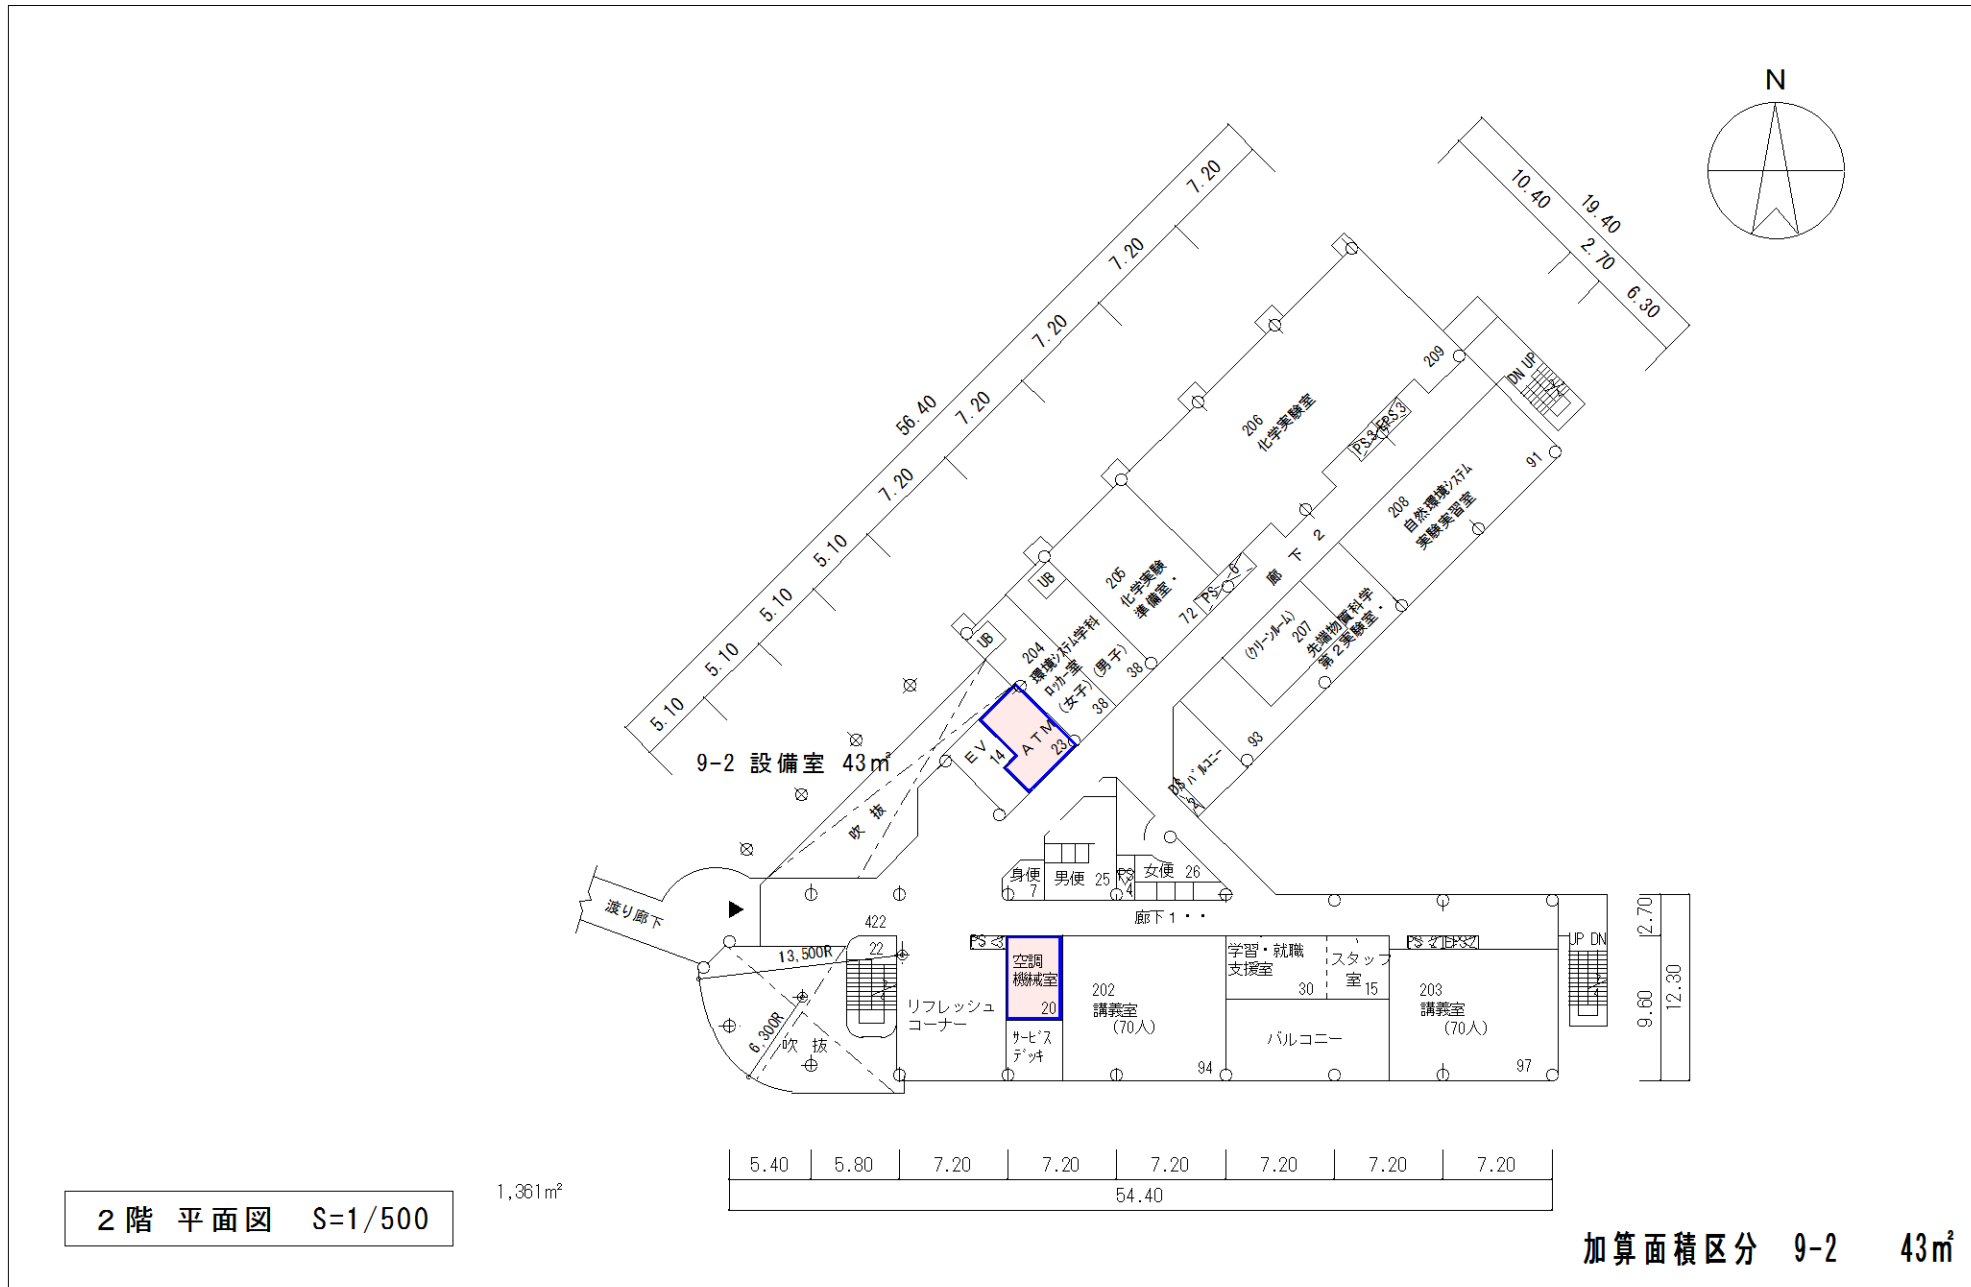 N
7.20
7.20
7.20
7.20
7.20
5.10
5.10
5.10
5.10
56.40
10.40
2.70
6.30
19.40
209
DN UP
206
化学実験室
PS 3
EPS3
91
208
自然環境システム
実験実習室
205
化学実験
準備室・
72
PS
6
廊下 2
UB
UB
204
環境システム学科
ロッカー室
(男子)
38
(女子)
38
(クリーンルーム)
207
先端物質科学
第2実験室・
93
バルコニー
DS
2
EV
14
ATM
23
9-2 設備室 43㎡
吹抜
身便
7
男便 25
PS
4
女便 26
廊下1・・
渡り廊下
422
22
13,500R
6,300R
吹抜
リフレッシュ
コーナー
PS 3
空調
機械室
20
サービス
デッキ
202
講義室
(70人)
94
学習・就職
支援室
30
スタッフ
室 15
バルコニー
PS 2
EPS2
203
講義室
(70人)
97
UP DN
2.70
9.60
12.30
5.40
5.80
7.20
7.20
7.20
7.20
7.20
7.20
54.40
1,361㎡
2階 平面図 S=1/500
加算面積区分 9-2 43㎡